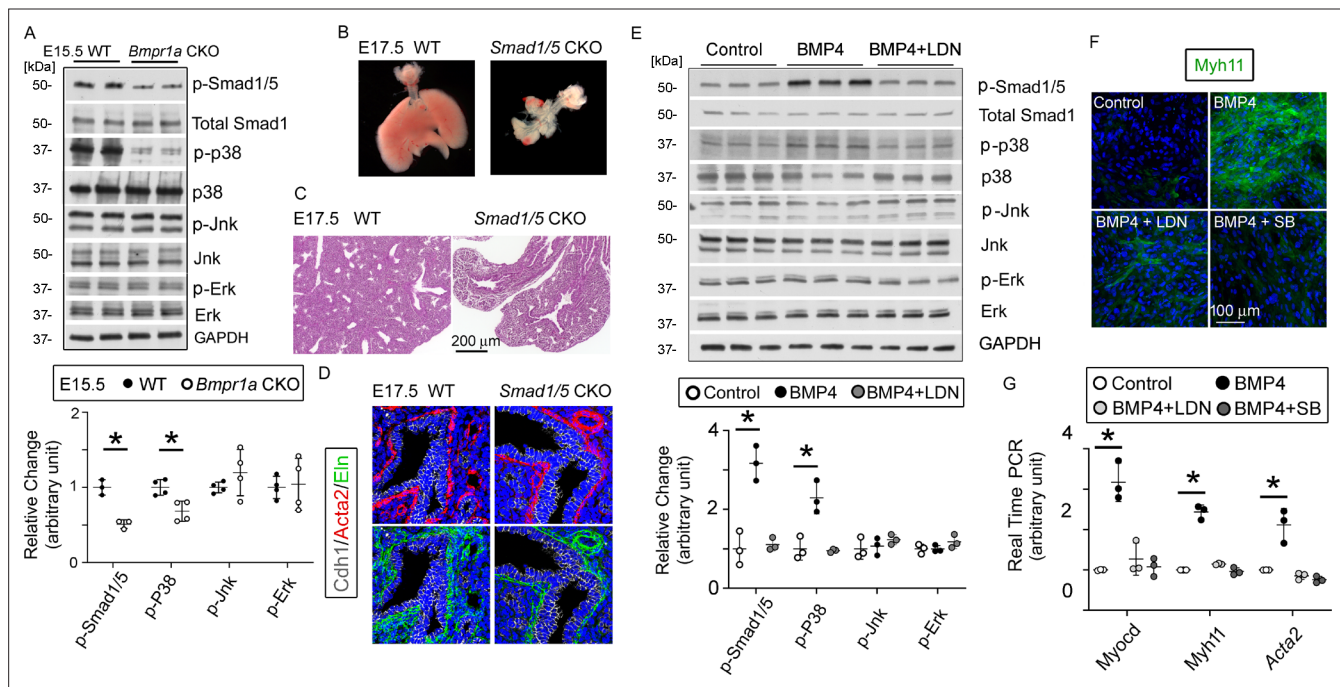 A
E15.5 WT Bmpr1a CKO
[kDa]
50- p-Smad1/5
50- Total Smad1
37- p-p38
37- p38
50- p-Jnk
50- Jnk
37- p-Erk
37- Erk
37- GAPDH
E15.5 WT Bmpr1a CKO
Relative Change
(arbitrary unit)
2
1
0
* *
p-Smad1/5 p-P38 p-Jnk p-Erk
B
E17.5 WT Smad1/5 CKO
C
E17.5 WT Smad1/5 CKO
200 μm
D E17.5 WT Smad1/5 CKO
Cdh1/Acta2/Eln
E
Control BMP4 BMP4+LDN
[kDa]
50- p-Smad1/5
50- Total Smad1
37- p-p38
37- p38
50- p-Jnk
50- Jnk
37- p-Erk
37- Erk
37- GAPDH
Control BMP4 BMP4+LDN
Relative Change
(arbitrary unit)
4
2
0
* *
p-Smad1/5 p-P38 p-Jnk p-Erk
F
Myh11
Control BMP4
BMP4 + LDN BMP4 + SB
100 μm
G
Control BMP4
BMP4+LDN BMP4+SB
Real Time PCR
(arbitrary unit)
4
2
0
* * *
Myocd Myh11 Acta2